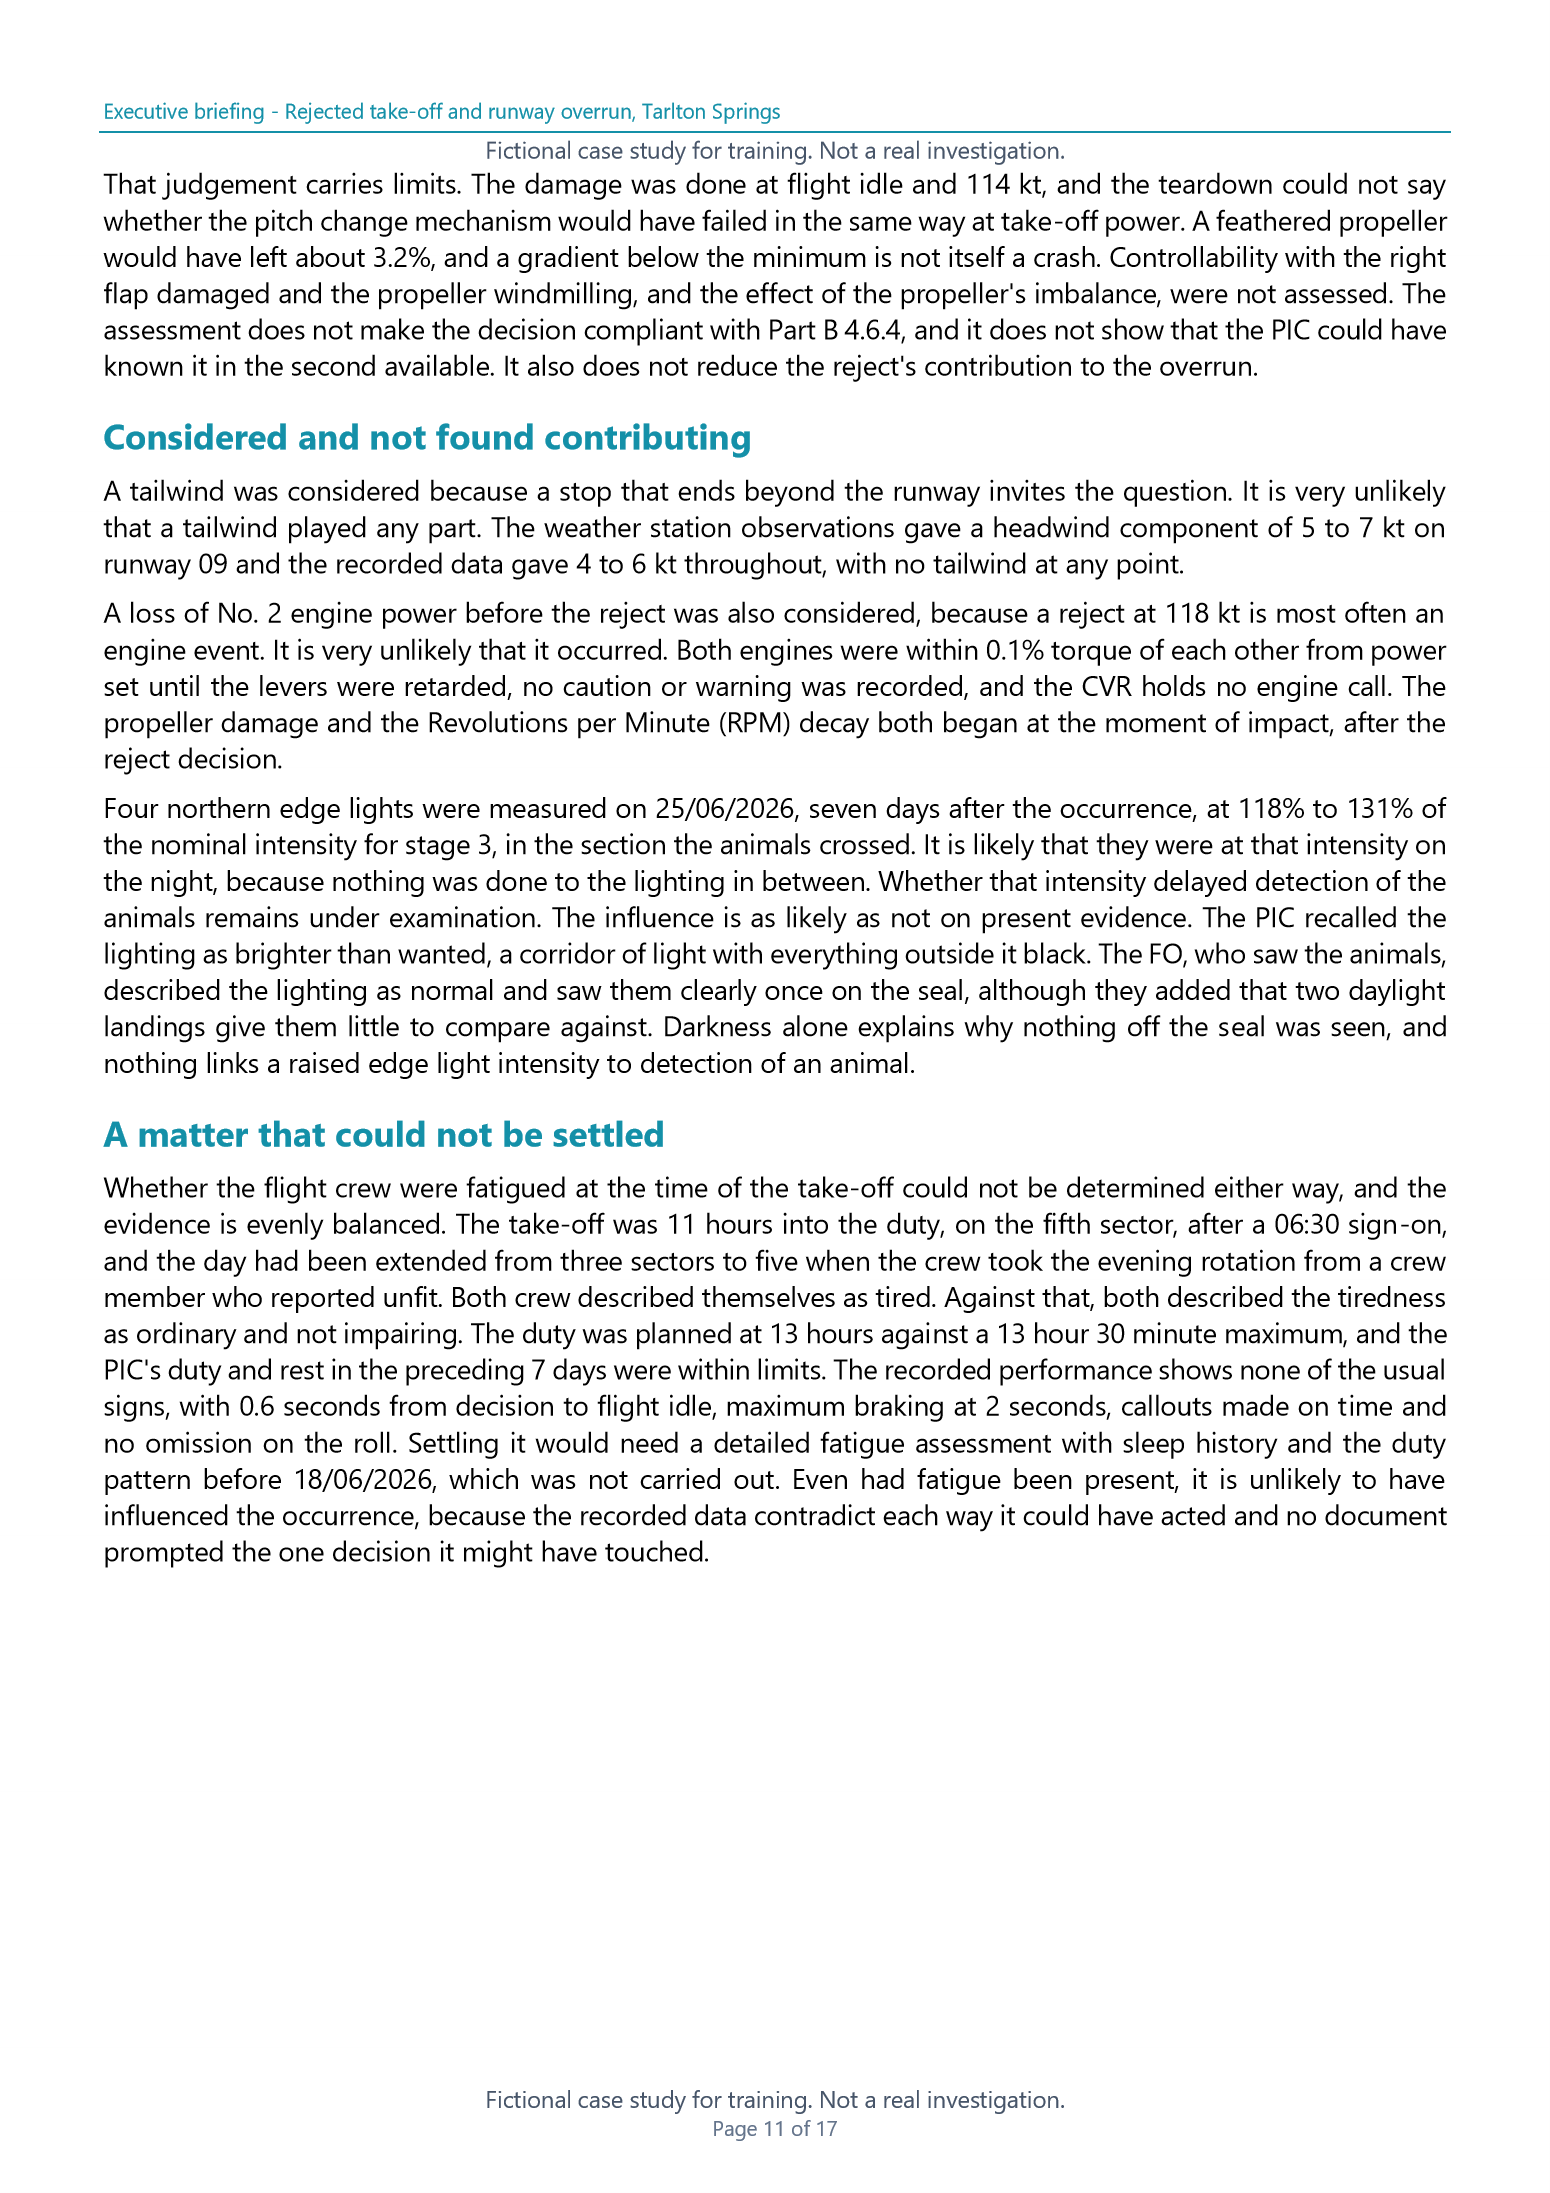 Executive briefing - Rejected take-off and runway overrun, Tarlton Springs
Fictional case study for training. Not a real investigation.
That judgement carries limits. The damage was done at flight idle and 114 kt, and the teardown could not say
whether the pitch change mechanism would have failed in the same way at take-off power. A feathered propeller
would have left about 3.2%, and a gradient below the minimum is not itself a crash. Controllability with the right
flap damaged and the propeller windmilling, and the effect of the propeller's imbalance, were not assessed. The
assessment does not make the decision compliant with Part B 4.6.4, and it does not show that the PIC could have
known it in the second available. It also does not reduce the reject's contribution to the overrun.
Considered and not found contributing
A tailwind was considered because a stop that ends beyond the runway invites the question. It is very unlikely
that a tailwind played any part. The weather station observations gave a headwind component of 5 to 7 kt on
runway 09 and the recorded data gave 4 to 6 kt throughout, with no tailwind at any point.
A loss of No. 2 engine power before the reject was also considered, because a reject at 118 kt is most often an
engine event. It is very unlikely that it occurred. Both engines were within 0.1% torque of each other from power
set until the levers were retarded, no caution or warning was recorded, and the CVR holds no engine call. The
propeller damage and the Revolutions per Minute (RPM) decay both began at the moment of impact, after the
reject decision.
Four northern edge lights were measured on 25/06/2026, seven days after the occurrence, at 118% to 131% of
the nominal intensity for stage 3, in the section the animals crossed. It is likely that they were at that intensity on
the night, because nothing was done to the lighting in between. Whether that intensity delayed detection of the
animals remains under examination. The influence is as likely as not on present evidence. The PIC recalled the
lighting as brighter than wanted, a corridor of light with everything outside it black. The FO, who saw the animals,
described the lighting as normal and saw them clearly once on the seal, although they added that two daylight
landings give them little to compare against. Darkness alone explains why nothing off the seal was seen, and
nothing links a raised edge light intensity to detection of an animal.
A matter that could not be settled
Whether the flight crew were fatigued at the time of the take-off could not be determined either way, and the
evidence is evenly balanced. The take-off was 11 hours into the duty, on the fifth sector, after a 06:30 sign-on,
and the day had been extended from three sectors to five when the crew took the evening rotation from a crew
member who reported unfit. Both crew described themselves as tired. Against that, both described the tiredness
as ordinary and not impairing. The duty was planned at 13 hours against a 13 hour 30 minute maximum, and the
PIC's duty and rest in the preceding 7 days were within limits. The recorded performance shows none of the usual
signs, with 0.6 seconds from decision to flight idle, maximum braking at 2 seconds, callouts made on time and
no omission on the roll. Settling it would need a detailed fatigue assessment with sleep history and the duty
pattern before 18/06/2026, which was not carried out. Even had fatigue been present, it is unlikely to have
influenced the occurrence, because the recorded data contradict each way it could have acted and no document
prompted the one decision it might have touched.
Fictional case study for training. Not a real investigation.
Page 11 of 17